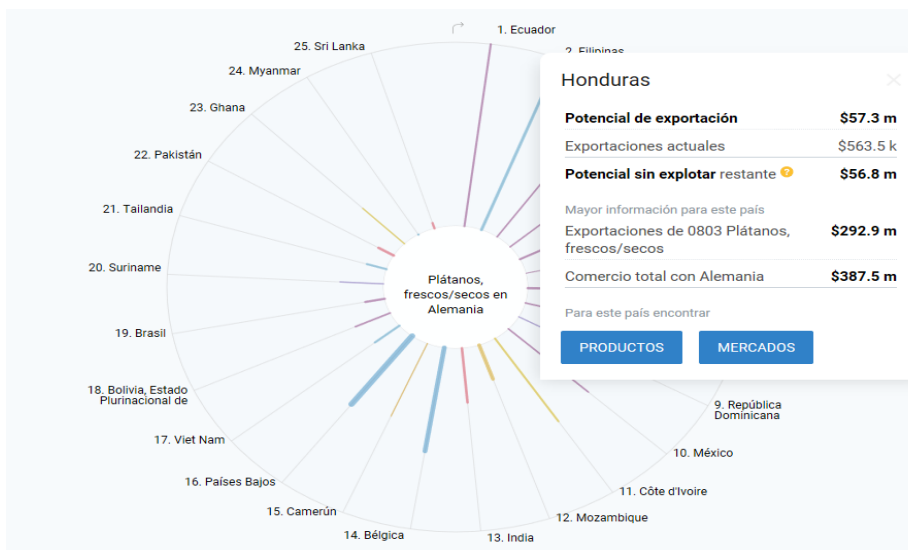 1. Ecuador
2. Filipinas
25. Sri Lanka
24. Myanmar
23. Ghana
22. Pakistán
21. Tailandia
20. Suriname
19. Brasil
18. Bolivia, Estado
Plurinacional de
17. Viet Nam
16. Países Bajos
15. Camerún
14. Bélgica
13. India
12. Mozambique
11. Côte d'Ivoire
10. México
9. República
Dominicana
Plátanos,
frescos/secos en
Alemania
Honduras
Potencial de exportación $57.3 m
Exportaciones actuales $563.5 k
Potencial sin explotar restante ? $56.8 m
Mayor información para este país
Exportaciones de 0803 Plátanos, $292.9 m
frescos/secos
Comercio total con Alemania $387.5 m
Para este país encontrar
PRODUCTOS MERCADOS